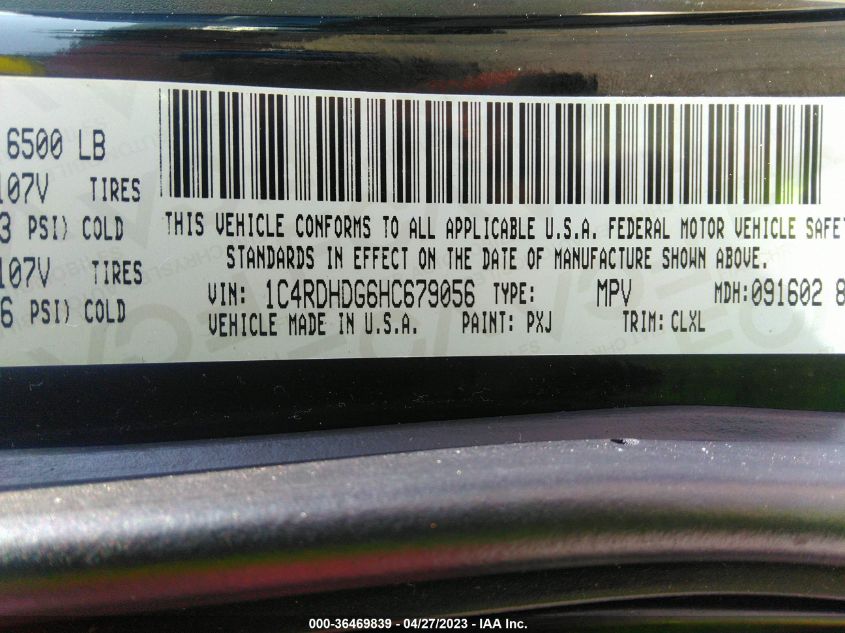 6500 LB
107V TIRES
3 PSI) COLD
107V TIRES
6 PSI) COLD
THIS VEHICLE CONFORMS TO ALL APPLICABLE U.S.A. FEDERAL MOTOR VEHICLE SAFET
STANDARDS IN EFFECT ON THE DATE OF MANUFACTURE SHOWN ABOVE.
VIN: 1C4RDHDG6HC679056 TYPE: MPV MDH:091602 8
VEHICLE MADE IN U.S.A. PAINT: PXJ TRIM: CLXL
000-36469839 - 04/27/2023 - IAA Inc.